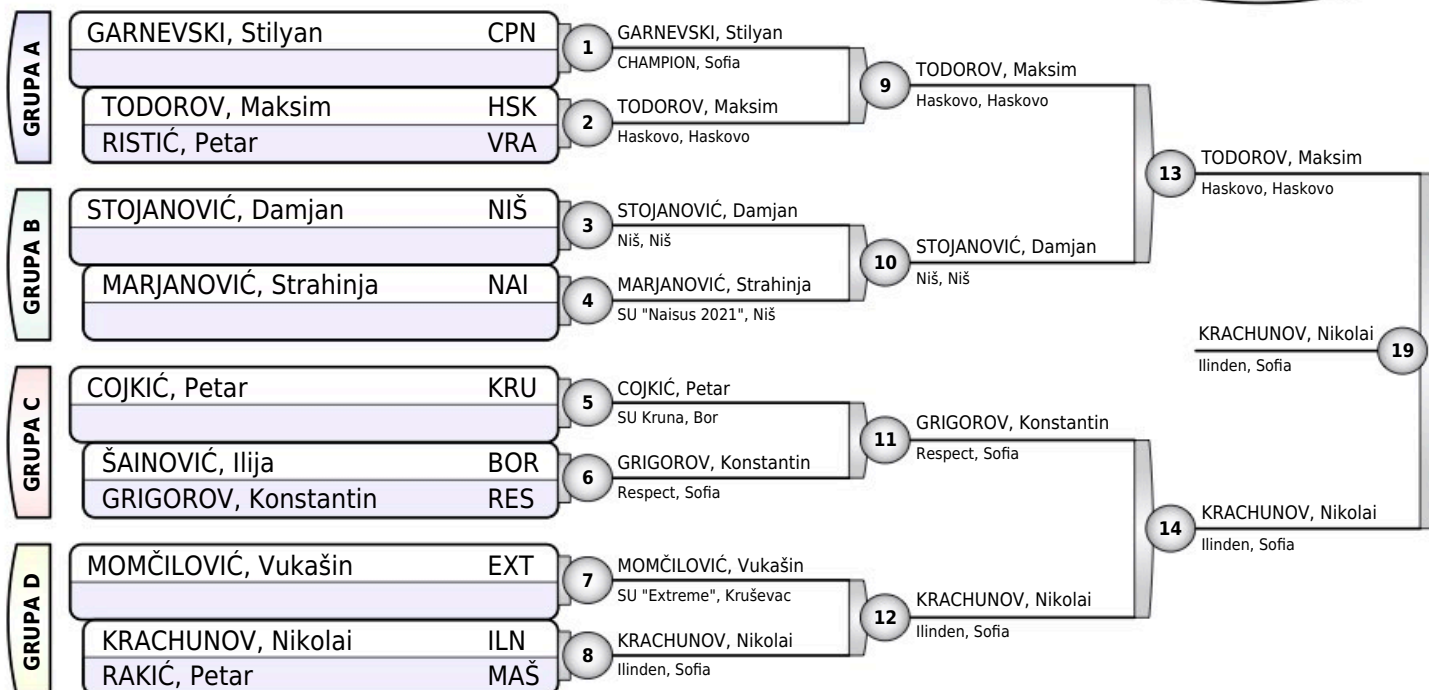 GRUPA A
GARNEVSKI, Stilyan CPN
TODOROV, Maksim HSK
RISTIĆ, Petar VRA
1
GARNEVSKI, Stilyan
CHAMPION, Sofia
2
TODOROV, Maksim
Haskovo, Haskovo
9
TODOROV, Maksim
Haskovo, Haskovo
GRUPA B
STOJANOVIĆ, Damjan NIŠ
MARJANOVIĆ, Strahinja NAI
3
STOJANOVIĆ, Damjan
Niš, Niš
4
MARJANOVIĆ, Strahinja
SU "Naisus 2021", Niš
10
STOJANOVIĆ, Damjan
Niš, Niš
13
TODOROV, Maksim
Haskovo, Haskovo
GRUPA C
COJKIĆ, Petar KRU
ŠAINOVIĆ, Ilija BOR
GRIGOROV, Konstantin RES
5
COJKIĆ, Petar
SU Kruna, Bor
6
GRIGOROV, Konstantin
Respect, Sofia
11
GRIGOROV, Konstantin
Respect, Sofia
GRUPA D
MOMČILOVIĆ, Vukašin EXT
KRACHUNOV, Nikolai ILN
RAKIĆ, Petar MAŠ
7
MOMČILOVIĆ, Vukašin
SU "Extreme", Kruševac
8
KRACHUNOV, Nikolai
Ilinden, Sofia
12
KRACHUNOV, Nikolai
Ilinden, Sofia
14
KRACHUNOV, Nikolai
Ilinden, Sofia
KRACHUNOV, Nikolai
Ilinden, Sofia
19